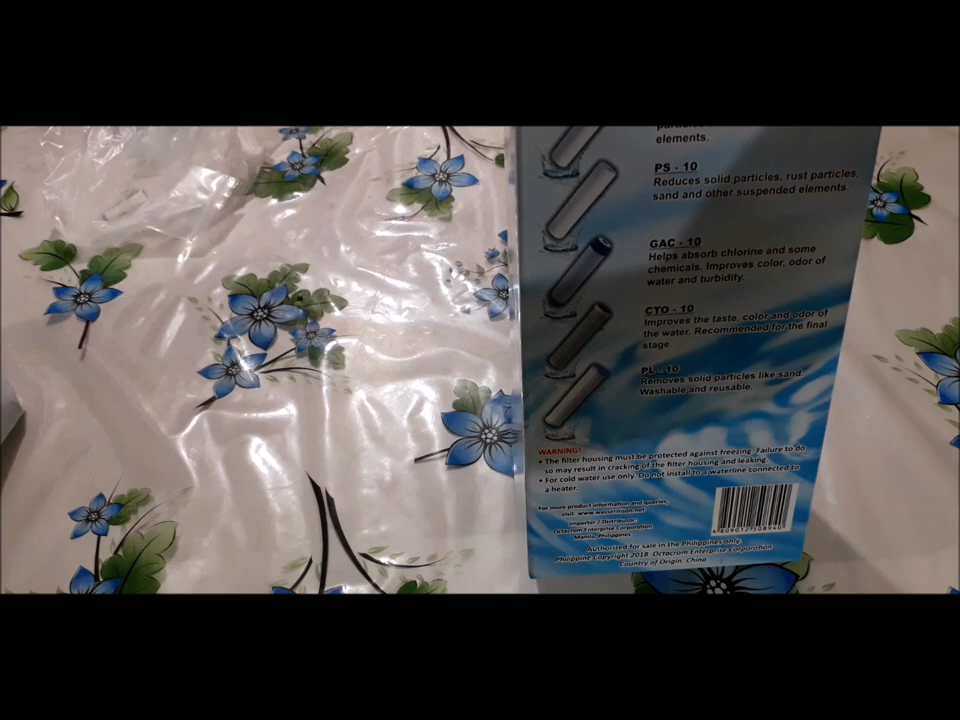 elements.
PS - 10
Reduces solid particles, rust particles,
sand and other suspended elements.
GAC - 10
Helps absorb chlorine and some
chemicals. Improves color, odor of
water and turbidity.
CTO - 10
Improves the taste, color and odor of
the water. Recommended for the final
stage.
PL - 10
Removes solid particles like sand.
Washable and reusable.
WARNING!
• The filter housing must be protected against freezing. Failure to do
so may result in cracking of the filter housing and leaking.
• For cold water use only. Do not install to a waterline connected to
a heater.
For more product information and queries,
visit: www.wassernison.net
Importer / Distributor:
Octacrom Enterprise Corporation
Manila, Philippines
Authorized for sale in the Philippines only.
Philippine Copyright 2018 Octacrom Enterprise Corporation
Country of Origin: China